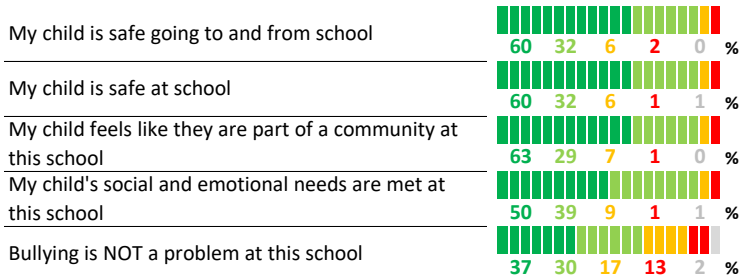 My child is safe going to and from school
60 32 6 2 0 %
My child is safe at school
60 32 6 1 1 %
My child feels like they are part of a community at
this school
63 29 7 1 0 %
My child's social and emotional needs are met at
this school
50 39 9 1 1 %
Bullying is NOT a problem at this school
37 30 17 13 2 %